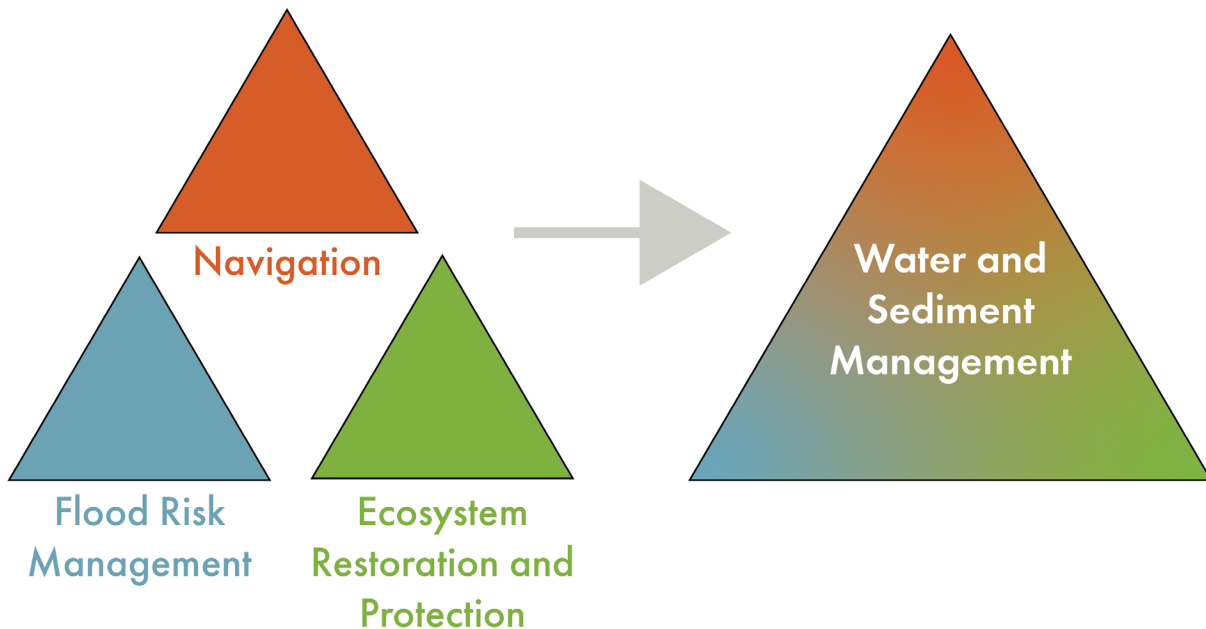 Navigation
Flood Risk
Management
Ecosystem
Restoration and
Protection
Water and
Sediment
Management